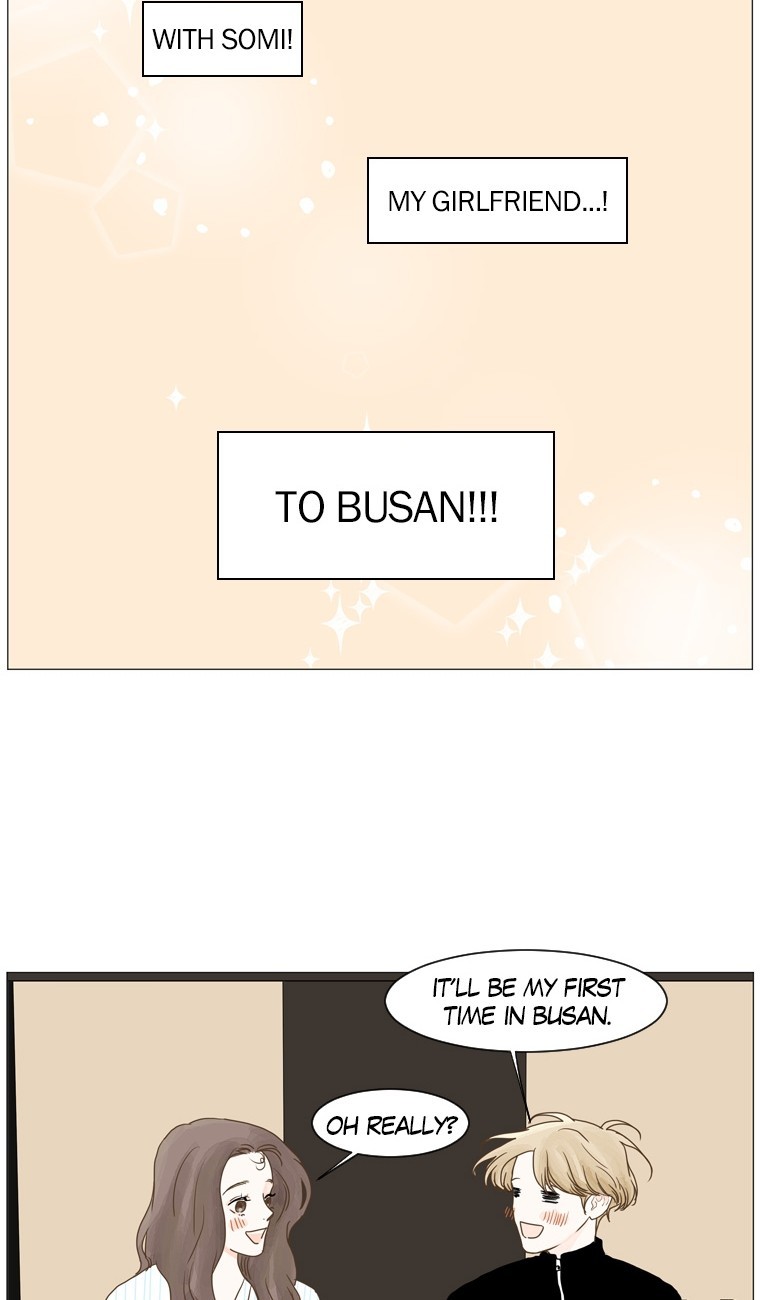 WITH SOMI!
MY GIRLFRIEND...!
TO BUSAN!!!
IT'LL BE MY FIRST
TIME IN BUSAN.
OH REALLY?